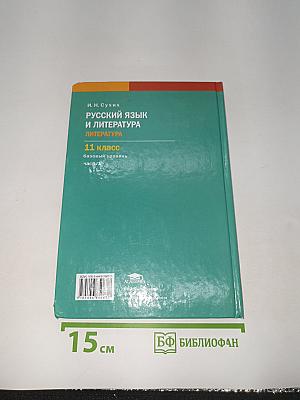 И. Н. Сухих
РУССКИЙ ЯЗЫК
И ЛИТЕРАТУРА
ЛИТЕРАТУРА
11 класс
базовый уровень
15 см
БФ БИБЛИОФАН